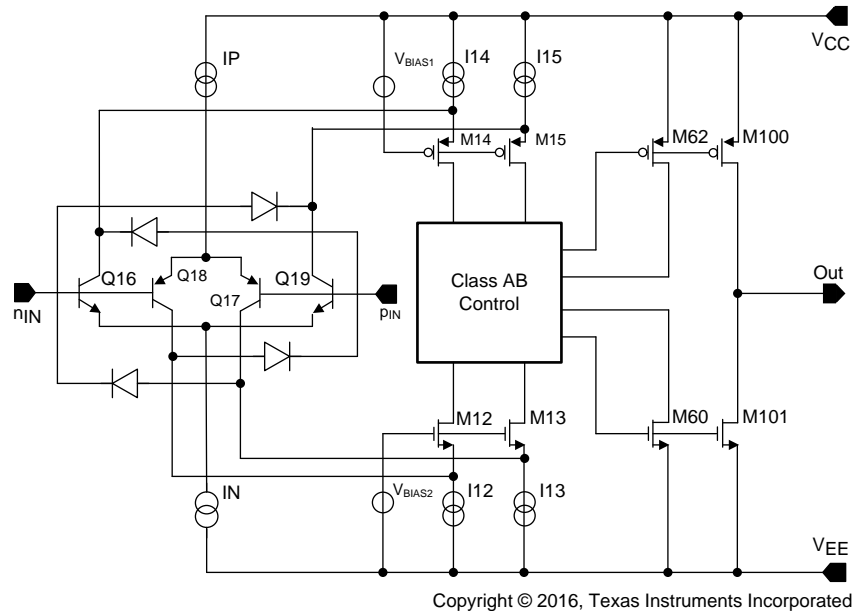 IP
VBIAS1
I14
I15
VCC
M14
M15
M62
M100
Q16
Q18
Q17
Q19
nIN
pIN
Class AB
Control
Out
M12
M13
M60
M101
IN
VBIAS2
I12
I13
VEE
Copyright © 2016, Texas Instruments Incorporated